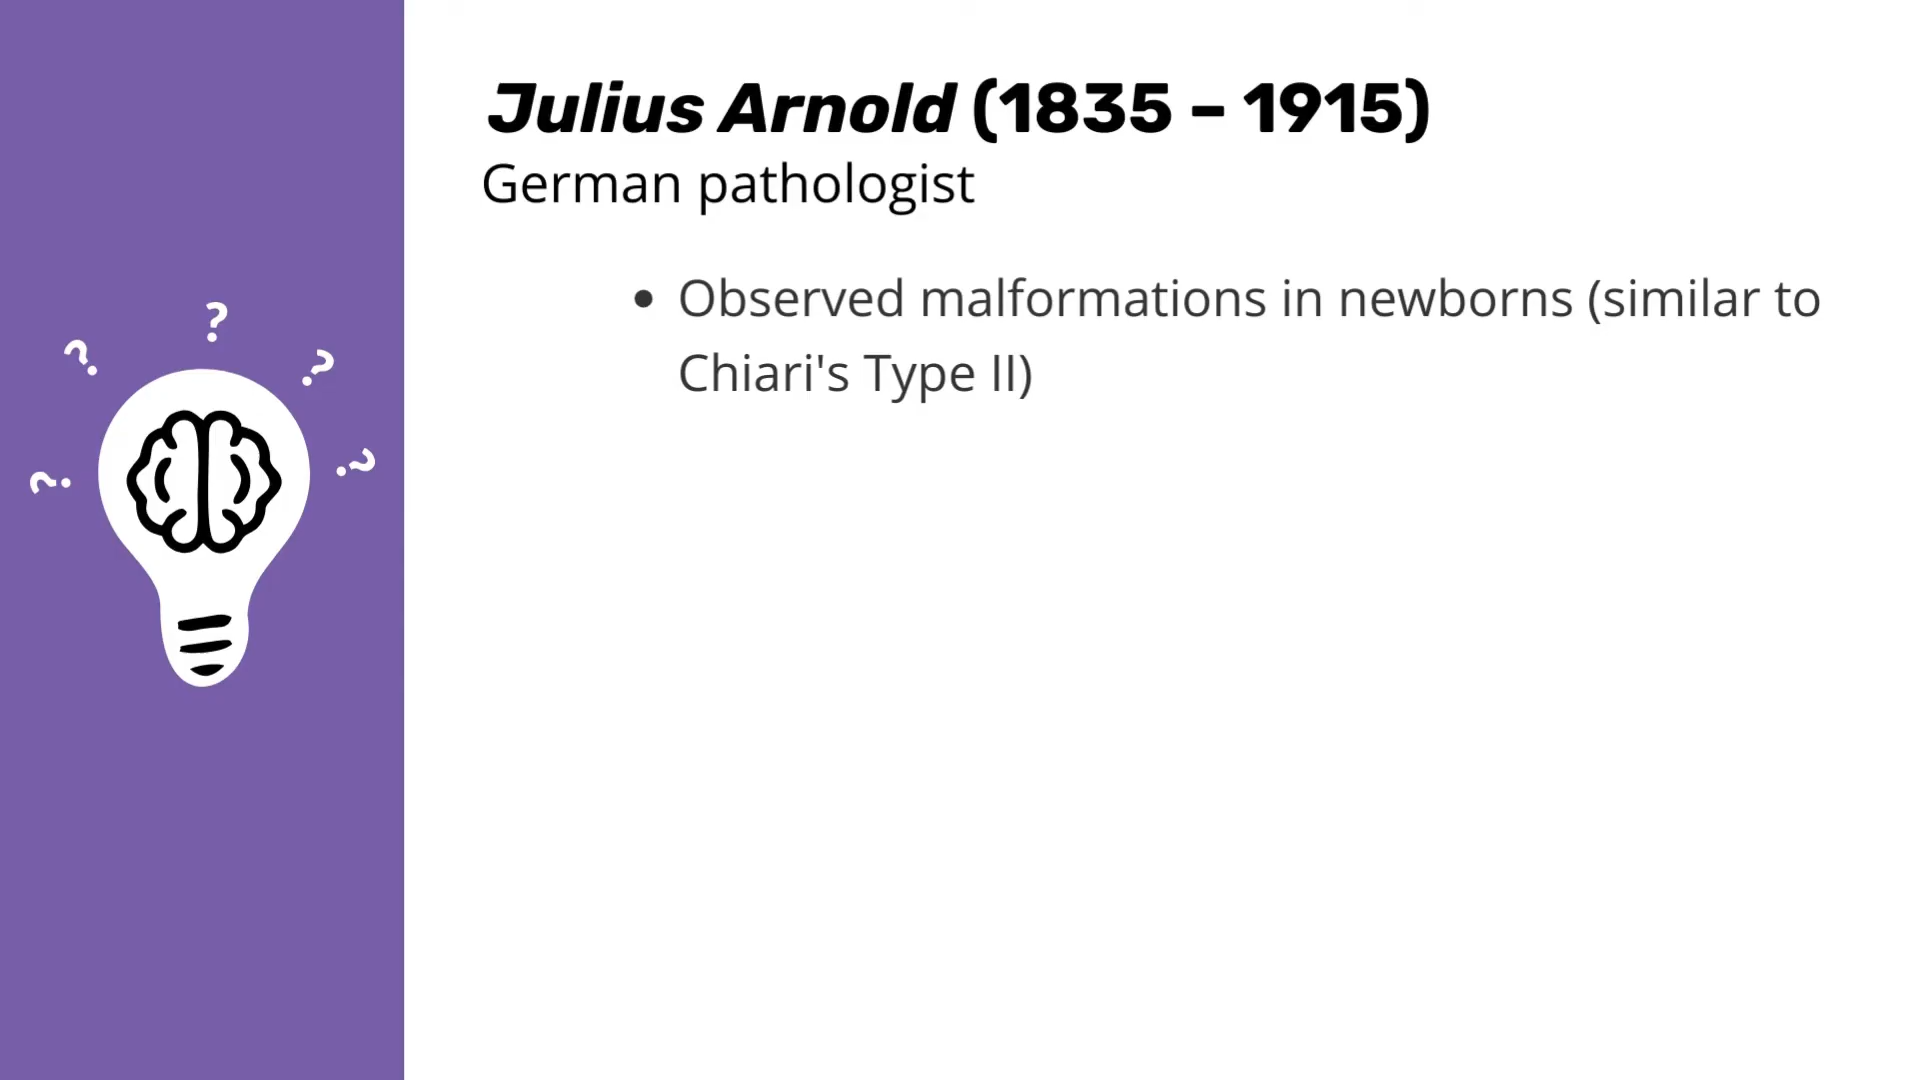 Julius Arnold (1835 – 1915)
German pathologist
• Observed malformations in newborns (similar to
Chiari's Type II)
? ? ? ? ?